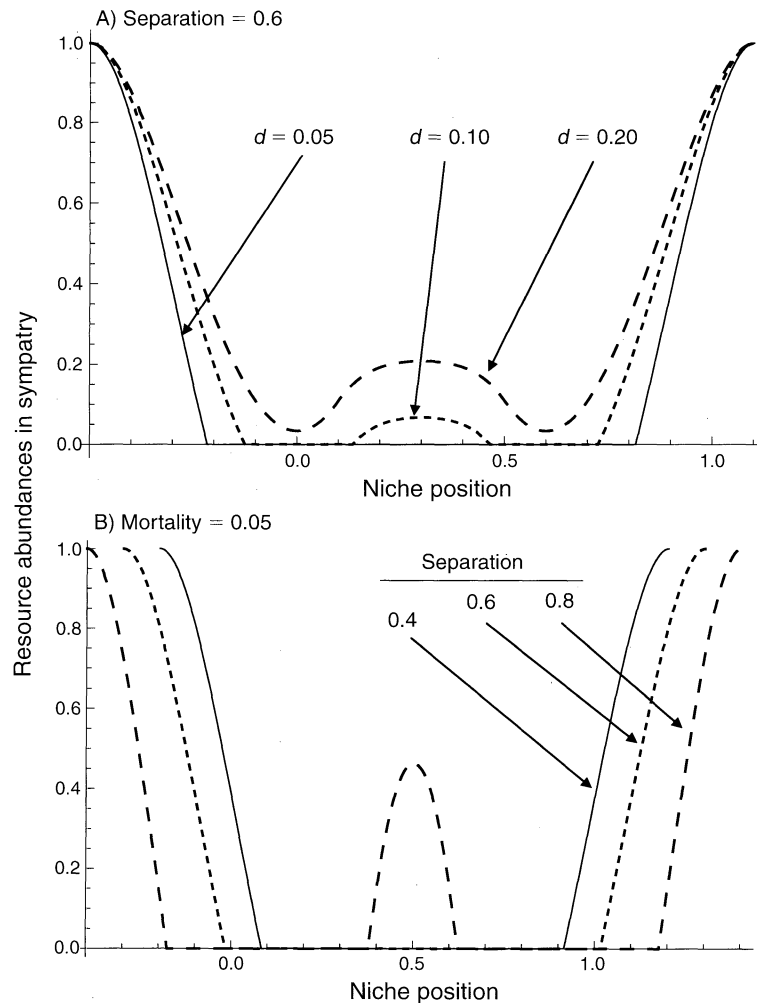 A) Separation = 0.6
1.0
0.8
0.6
0.4
0.2
0.0
d = 0.05
d = 0.10
d = 0.20
0.0
0.5
1.0
Niche position
Resource abundances in sympatry
B) Mortality = 0.05
1.0
0.8
0.6
0.4
0.2
0.0
Separation
0.4
0.6
0.8
0.0
0.5
1.0
Niche position